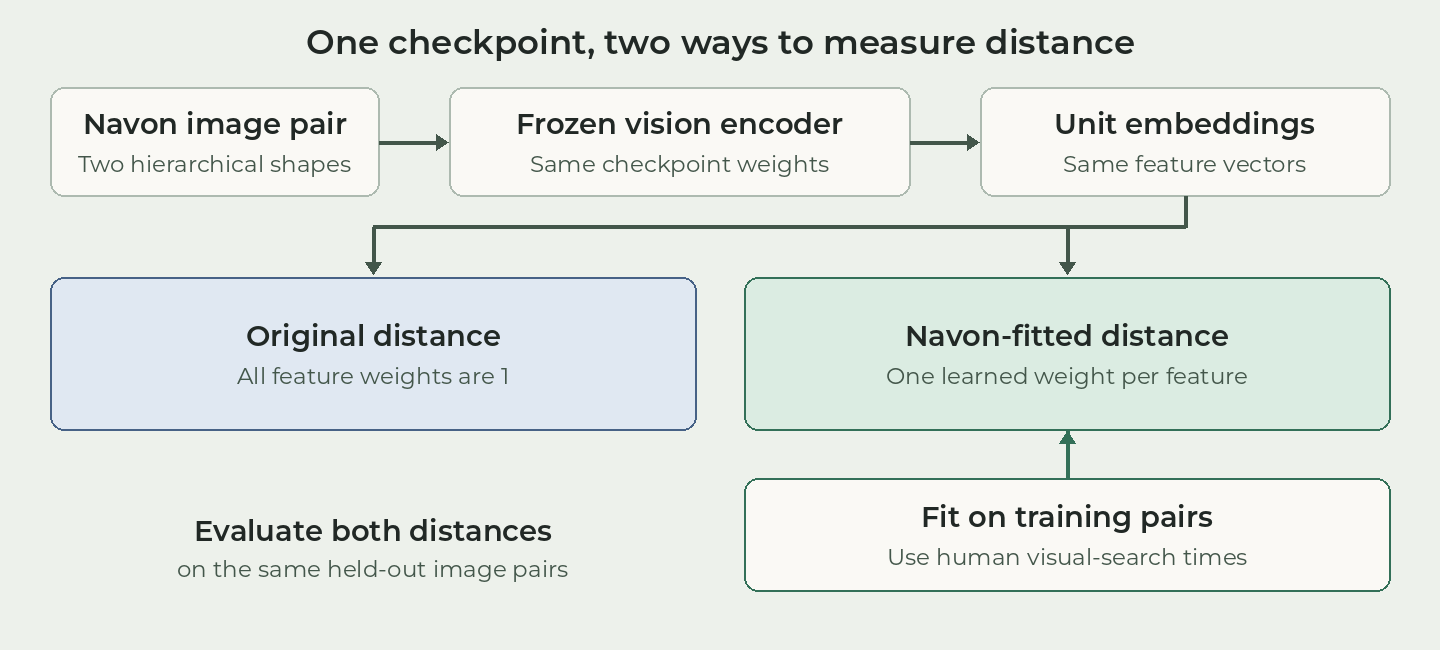 One checkpoint, two ways to measure distance
Navon image pair
Two hierarchical shapes
Frozen vision encoder
Same checkpoint weights
Unit embeddings
Same feature vectors
Original distance
All feature weights are 1
Navon-fitted distance
One learned weight per feature
Evaluate both distances
on the same held-out image pairs
Fit on training pairs
Use human visual-search times